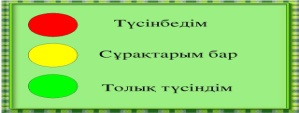 Түсінбедім
Сұрақтарым бар
Толық түсіндім